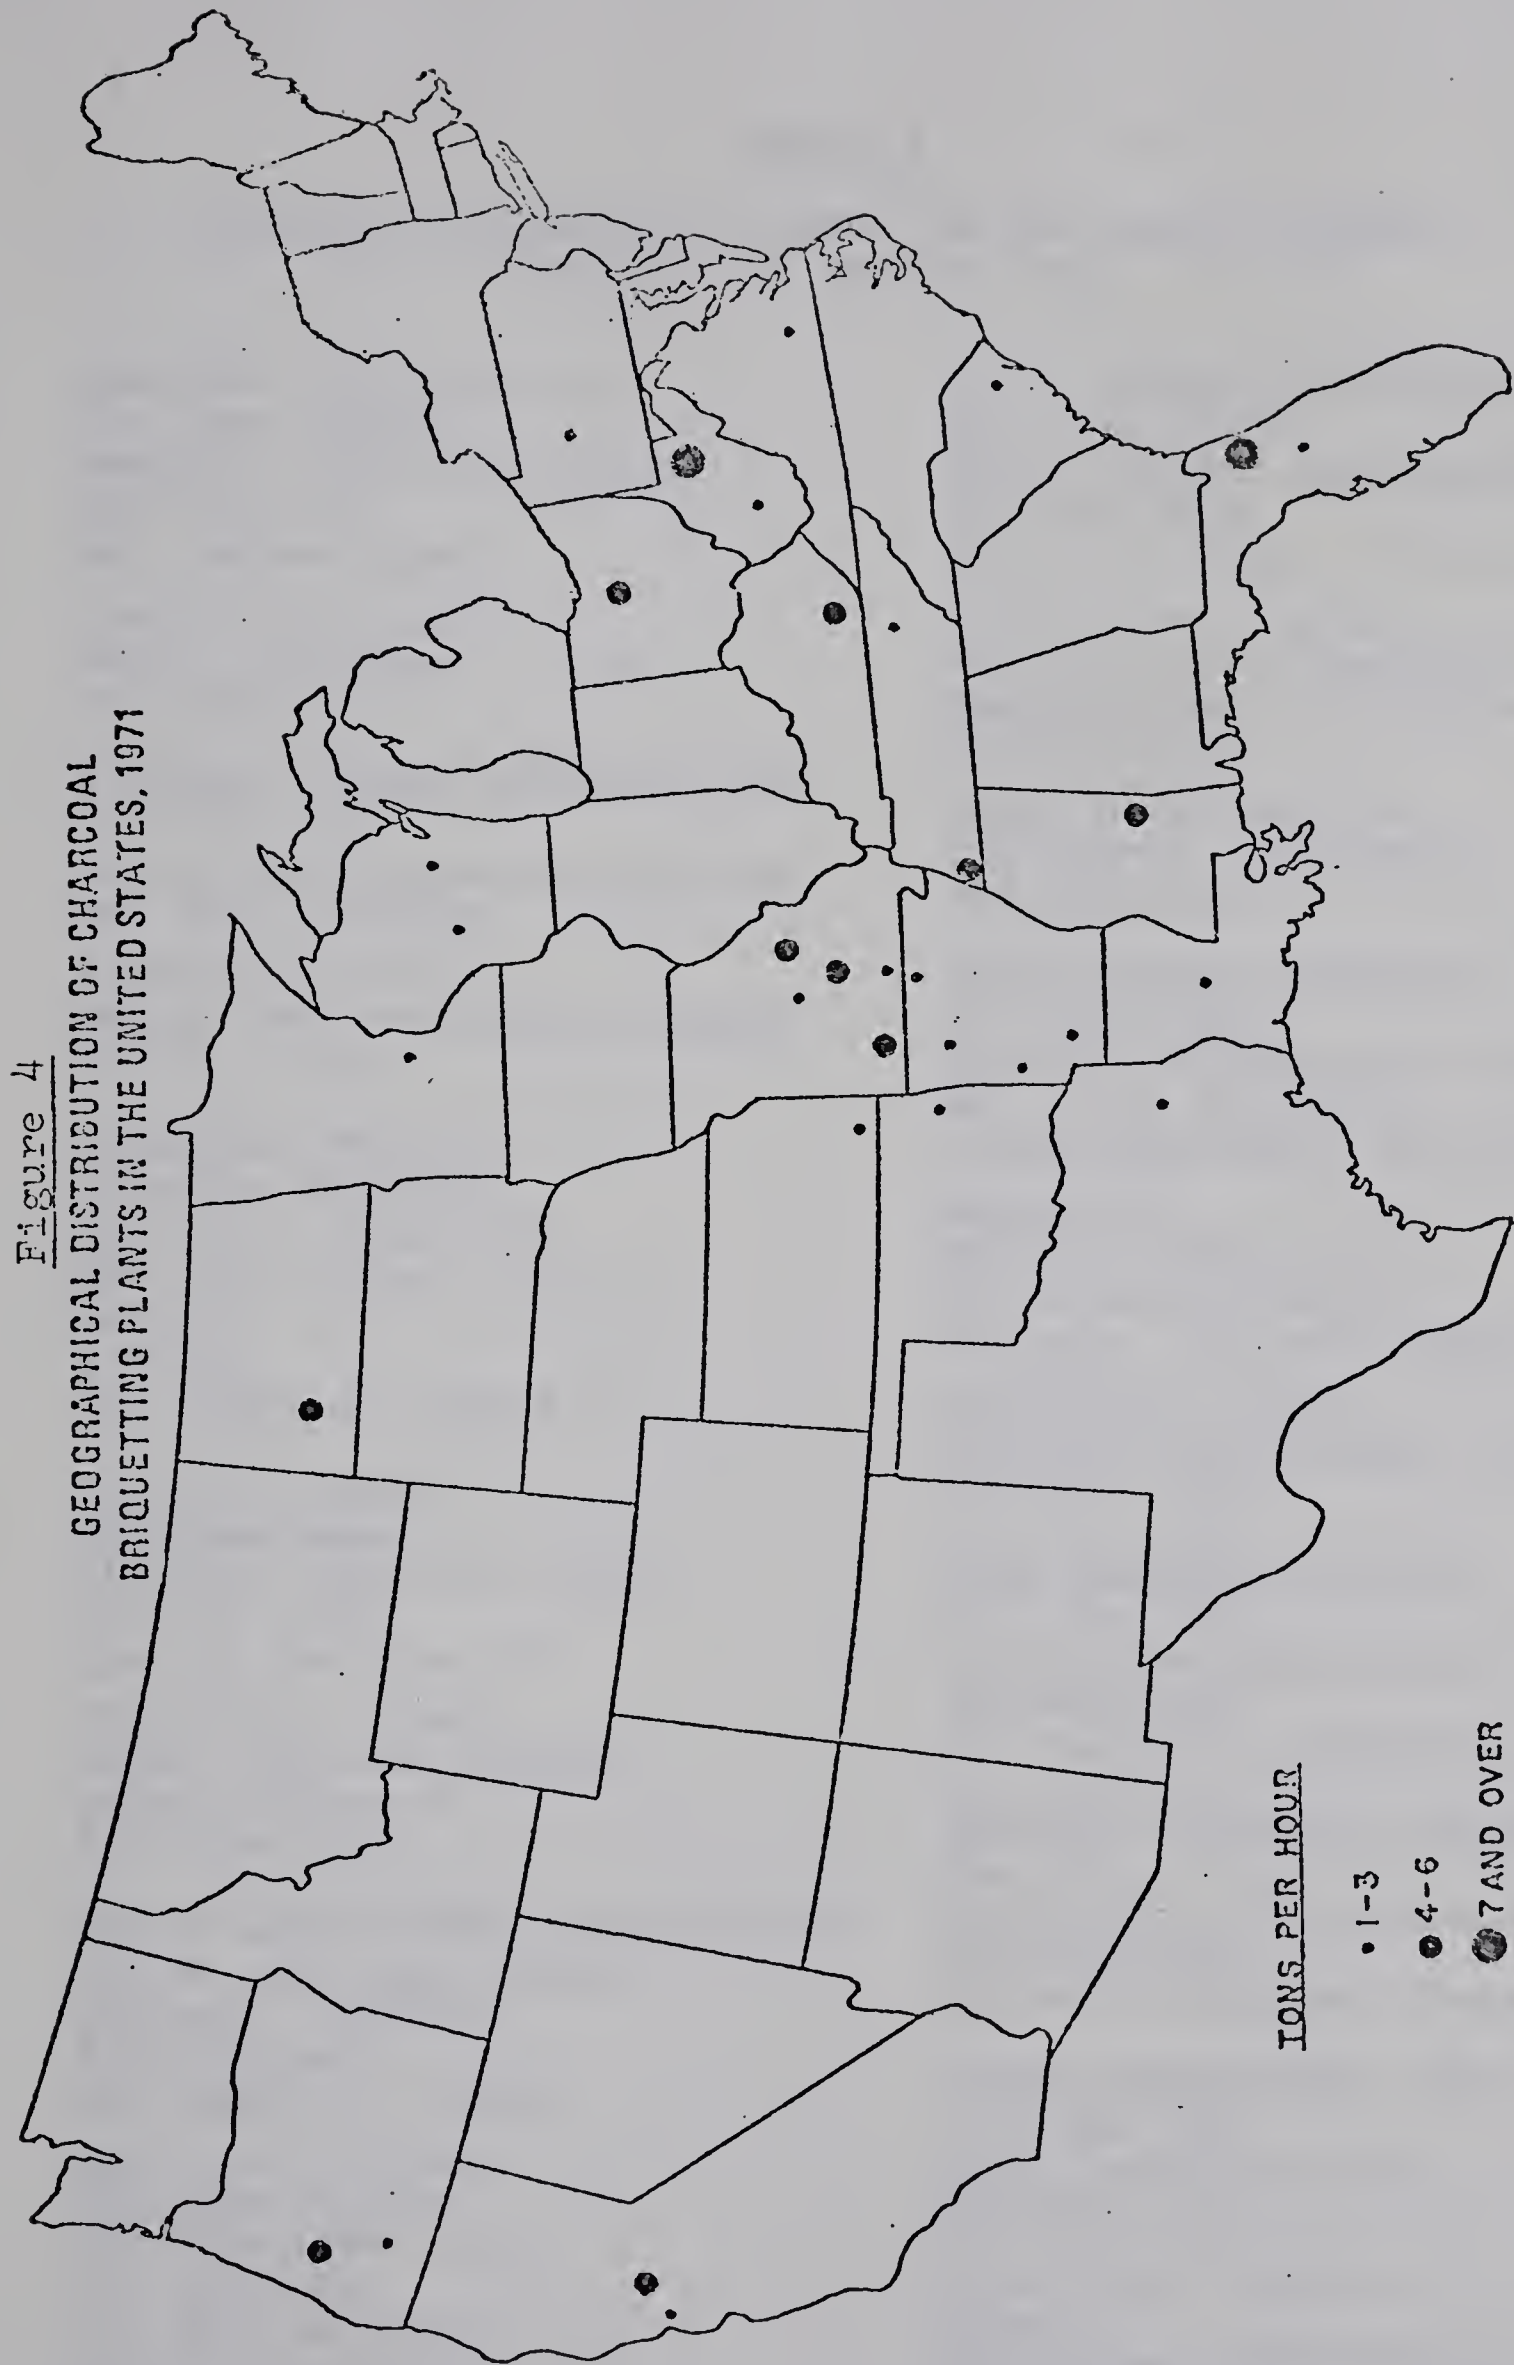 Figure 4
GEOGRAPHICAL DISTRIBUTION OF CHARCOAL
BRIQUETTING PLANTS IN THE UNITED STATES, 1971
TONS PER HOUR
1-3
4-6
7 AND OVER